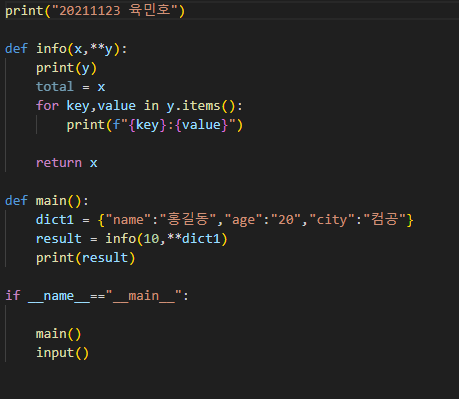 print("20211123 육민호")
def info(x,**y):
    print(y)
    total = x
    for key,value in y.items():
        print(f"{key}:{value}")
    return x
def main():
    dict1 = {"name":"홍길동","age":"20","city":"컴공"}
    result = info(10,**dict1)
    print(result)
if __name__=="__main__":
    main()
    input()